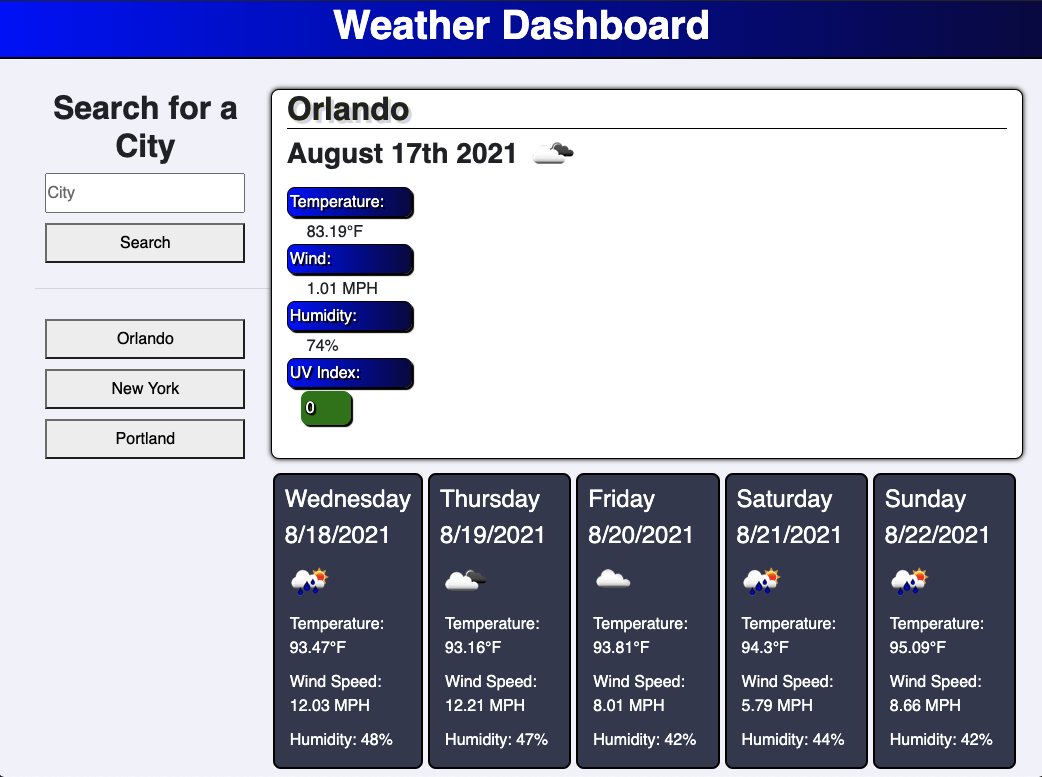 Weather Dashboard
Search for a
City
City
Search
Orlando
New York
Portland
Orlando
August 17th 2021
Temperature:
83.19°F
Wind:
1.01 MPH
Humidity:
74%
UV Index:
0
Wednesday
8/18/2021
Temperature:
93.47°F
Wind Speed:
12.03 MPH
Humidity: 48%
Thursday
8/19/2021
Temperature:
93.16°F
Wind Speed:
12.21 MPH
Humidity: 47%
Friday
8/20/2021
Temperature:
93.81°F
Wind Speed:
8.01 MPH
Humidity: 42%
Saturday
8/21/2021
Temperature:
94.3°F
Wind Speed:
5.79 MPH
Humidity: 44%
Sunday
8/22/2021
Temperature:
95.09°F
Wind Speed:
8.66 MPH
Humidity: 42%